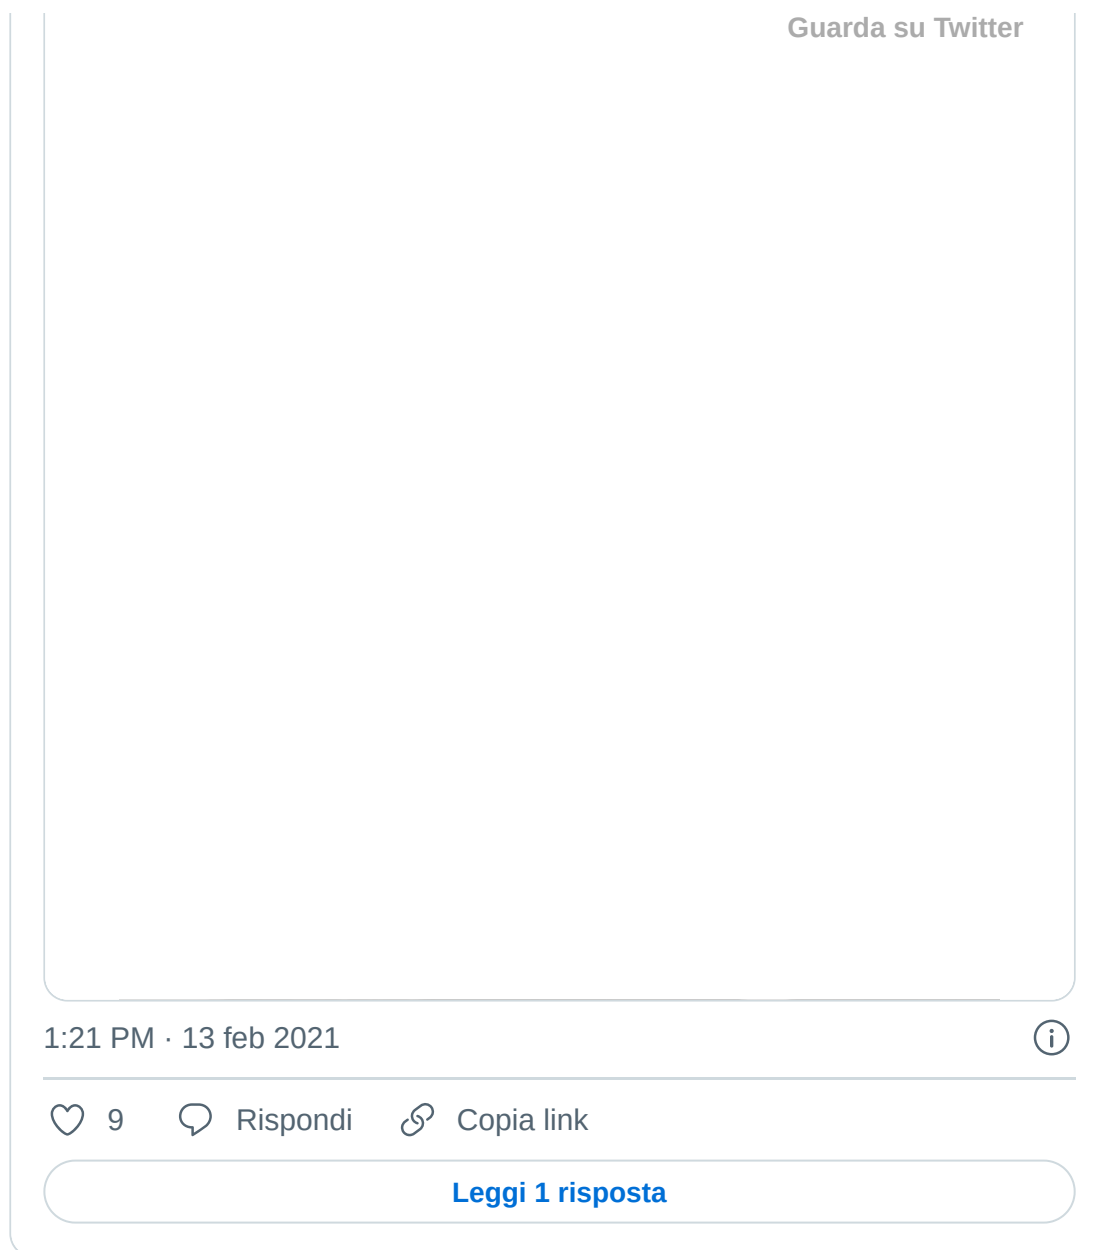 Guarda su Twitter
1:21 PM · 13 feb 2021
9 Rispondi Copia link
Leggi 1 risposta